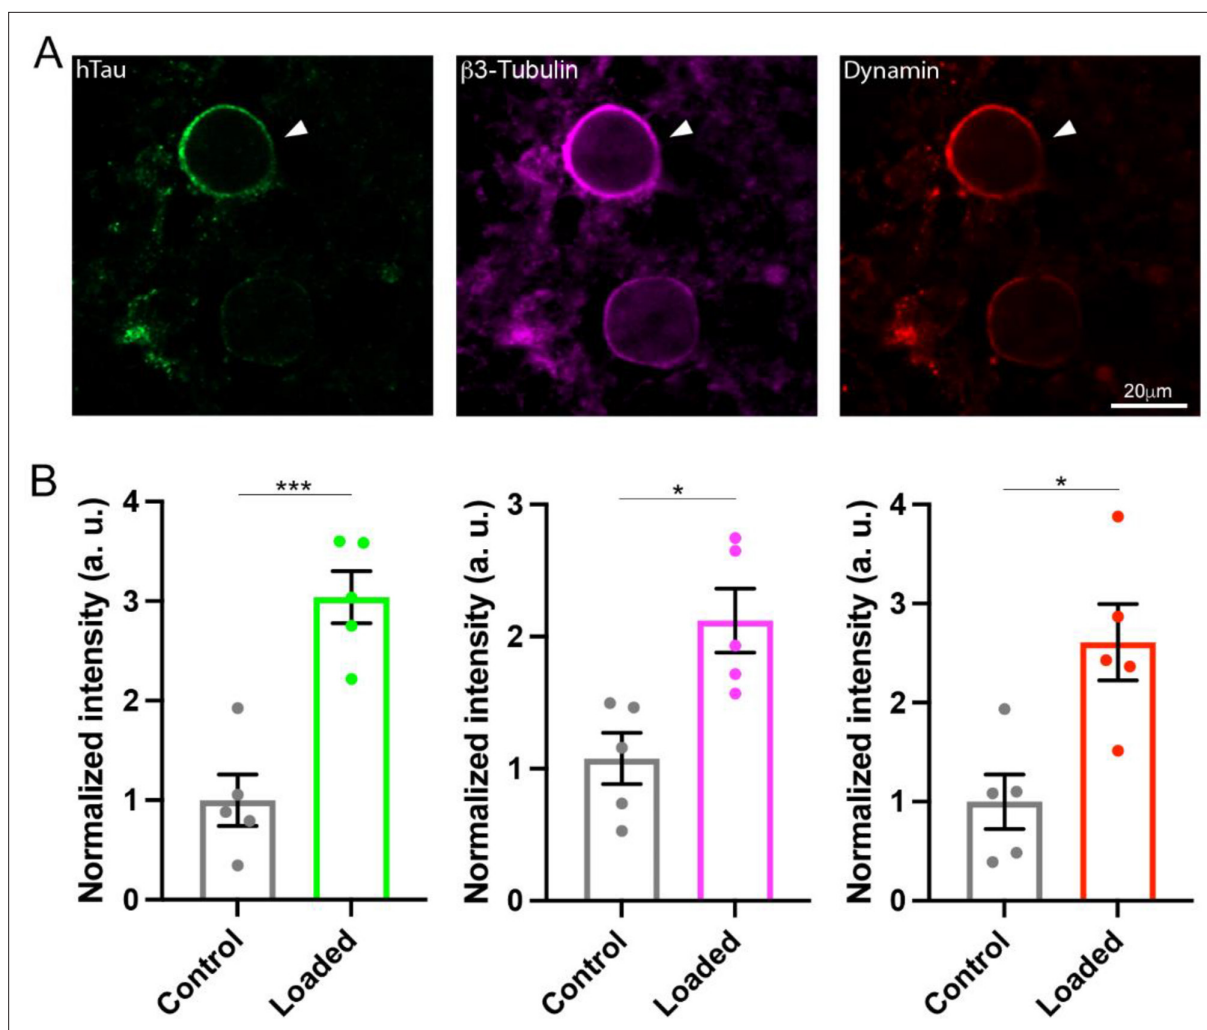 A
hTau
β3-Tubulin
Dynamin
20μm
B
Normalized intensity (a. u.)
4
3
2
1
0
***
Control
Loaded
Normalized intensity (a. u.)
3
2
1
0
*
Control
Loaded
Normalized intensity (a. u.)
4
3
2
1
0
*
Control
Loaded